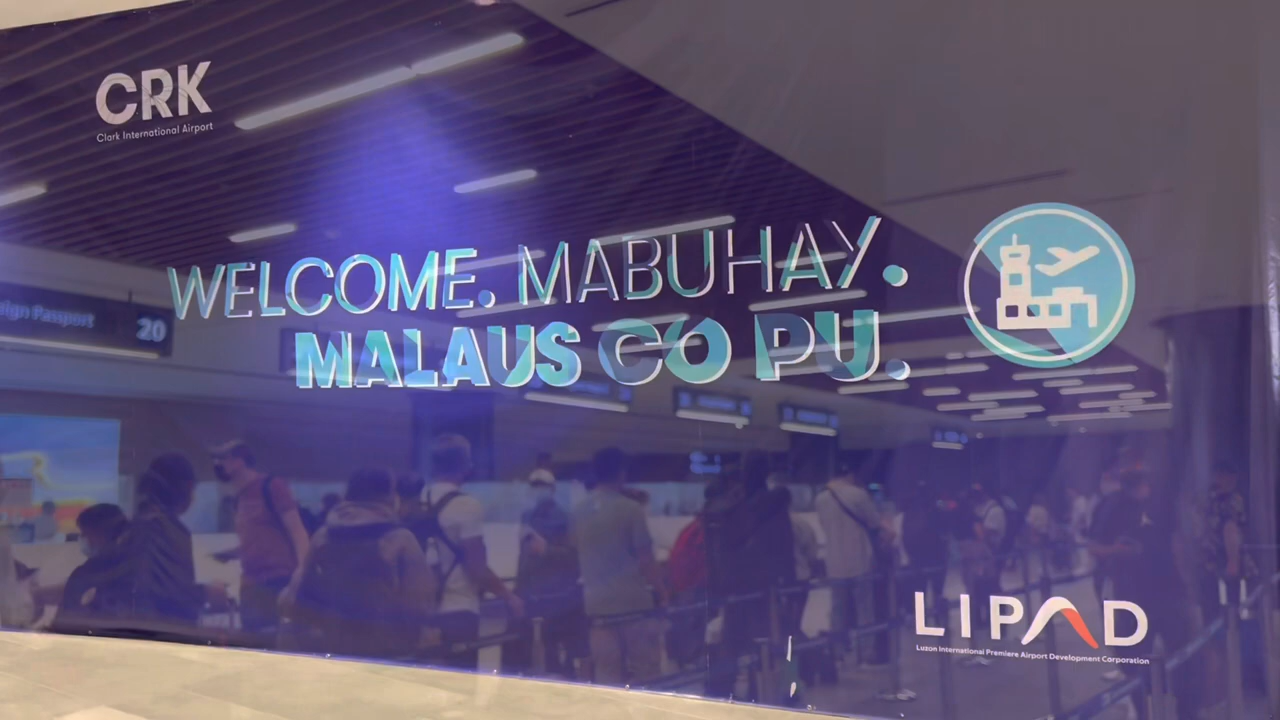 CRK
Clark International Airport
WELCOME. MABUHAY.
MALAUS CO PU.
Passport
20
LIPAD
Luzon International Premiere Airport Development Corporation